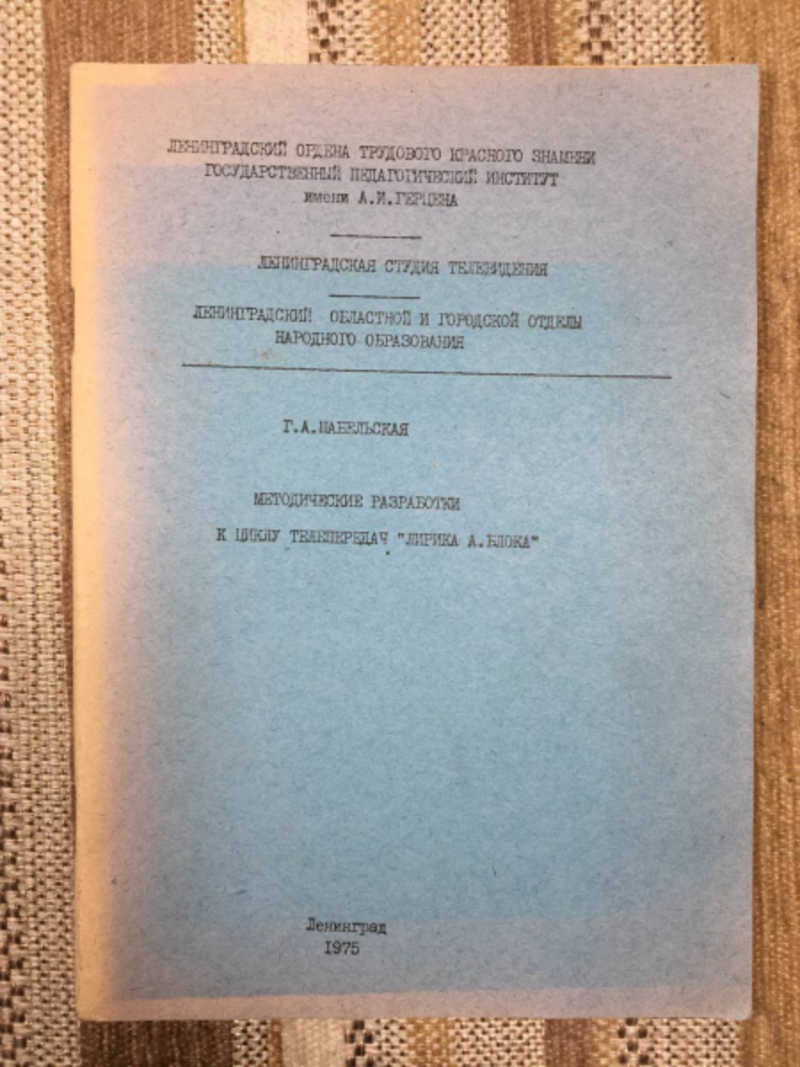 ЛЕНИНГРАДСКИЙ ОРДЕНА ТРУДОВОГО КРАСНОГО ЗНАМЕНИ
ГОСУДАРСТВЕННЫЙ ПЕДАГОГИЧЕСКИЙ ИНСТИТУТ
имени А.И.ГЕРЦЕНА
ЛЕНИНГРАДСКАЯ СТУДИЯ ТЕЛЕВИДЕНИЯ
ЛЕНИНГРАДСКИЙ ОБЛАСТНОЙ И ГОРОДСКОЙ ОТДЕЛЫ
НАРОДНОГО ОБРАЗОВАНИЯ
Г.А.
МЕТОДИЧЕСКИЕ РАЗРАБОТКИ
К ЦИКЛУ ТЕЛЕПЕРЕДАЧ "ЛИРИКА А.БЛОКА"
Ленинград
1975